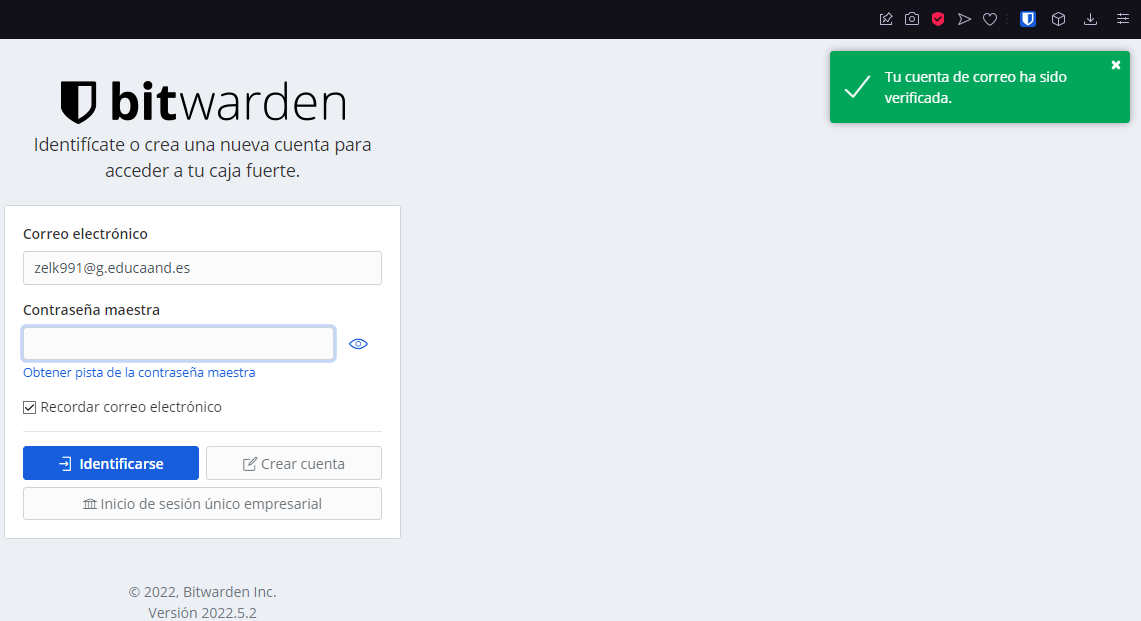 Tu cuenta de correo ha sido
verificada.
bitwarden
Identifícate o crea una nueva cuenta para
acceder a tu caja fuerte.
Correo electrónico
zelk991@g.educaand.es
Contraseña maestra
Obtener pista de la contraseña maestra
Recordar correo electrónico
Identificarse
Crear cuenta
Inicio de sesión único empresarial
© 2022, Bitwarden Inc.
Versión 2022.5.2